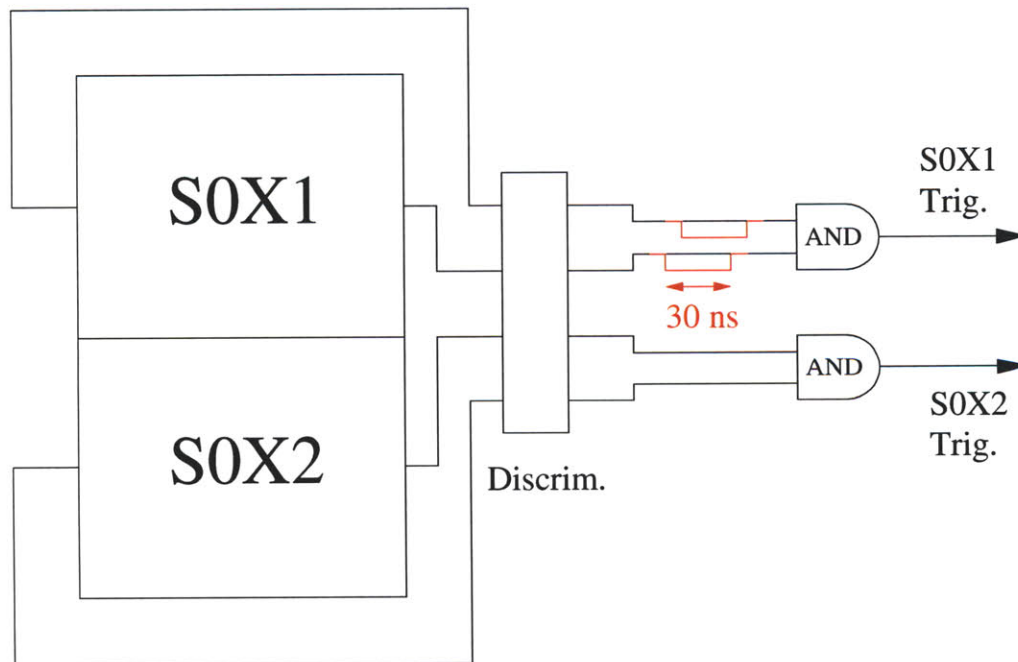 S0X1
S0X2
Discrim.
30 ns
AND
AND
S0X1
Trig.
S0X2
Trig.